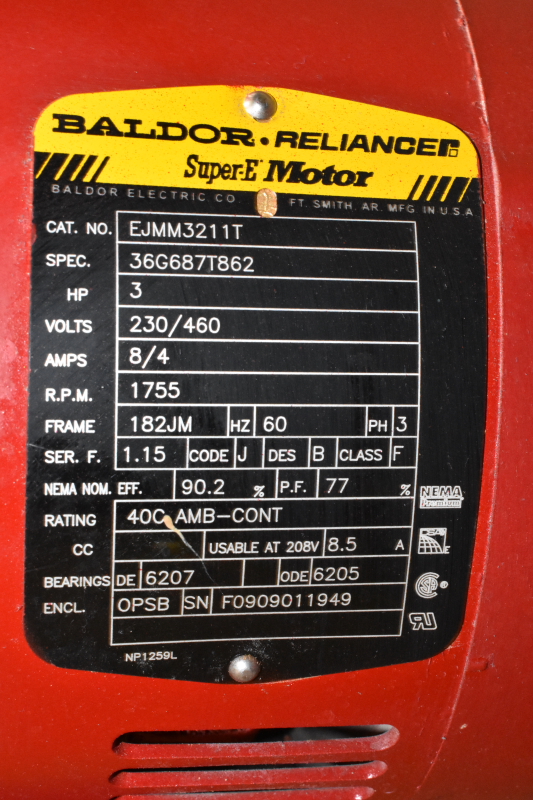 BALDOR • RELIANCE
Super-E Motor
BALDOR ELECTRIC CO. FT. SMITH, AR. MFG. IN U.S.A.
CAT. NO. EJMM3211T
SPEC. 36G687T862
HP 3
VOLTS 230/460
AMPS 8/4
R.P.M. 1755
FRAME 182JM HZ 60 PH 3
SER. F. 1.15 CODE J DES B CLASS F
NEMA NOM. EFF. 90.2 % P.F. 77 %
RATING 40C AMB-CONT
CC USABLE AT 208V 8.5 A
BEARINGS DE 6207 ODE 6205
ENCL. OPSB SN F0909011949
NP1259L
NEMA
Premium